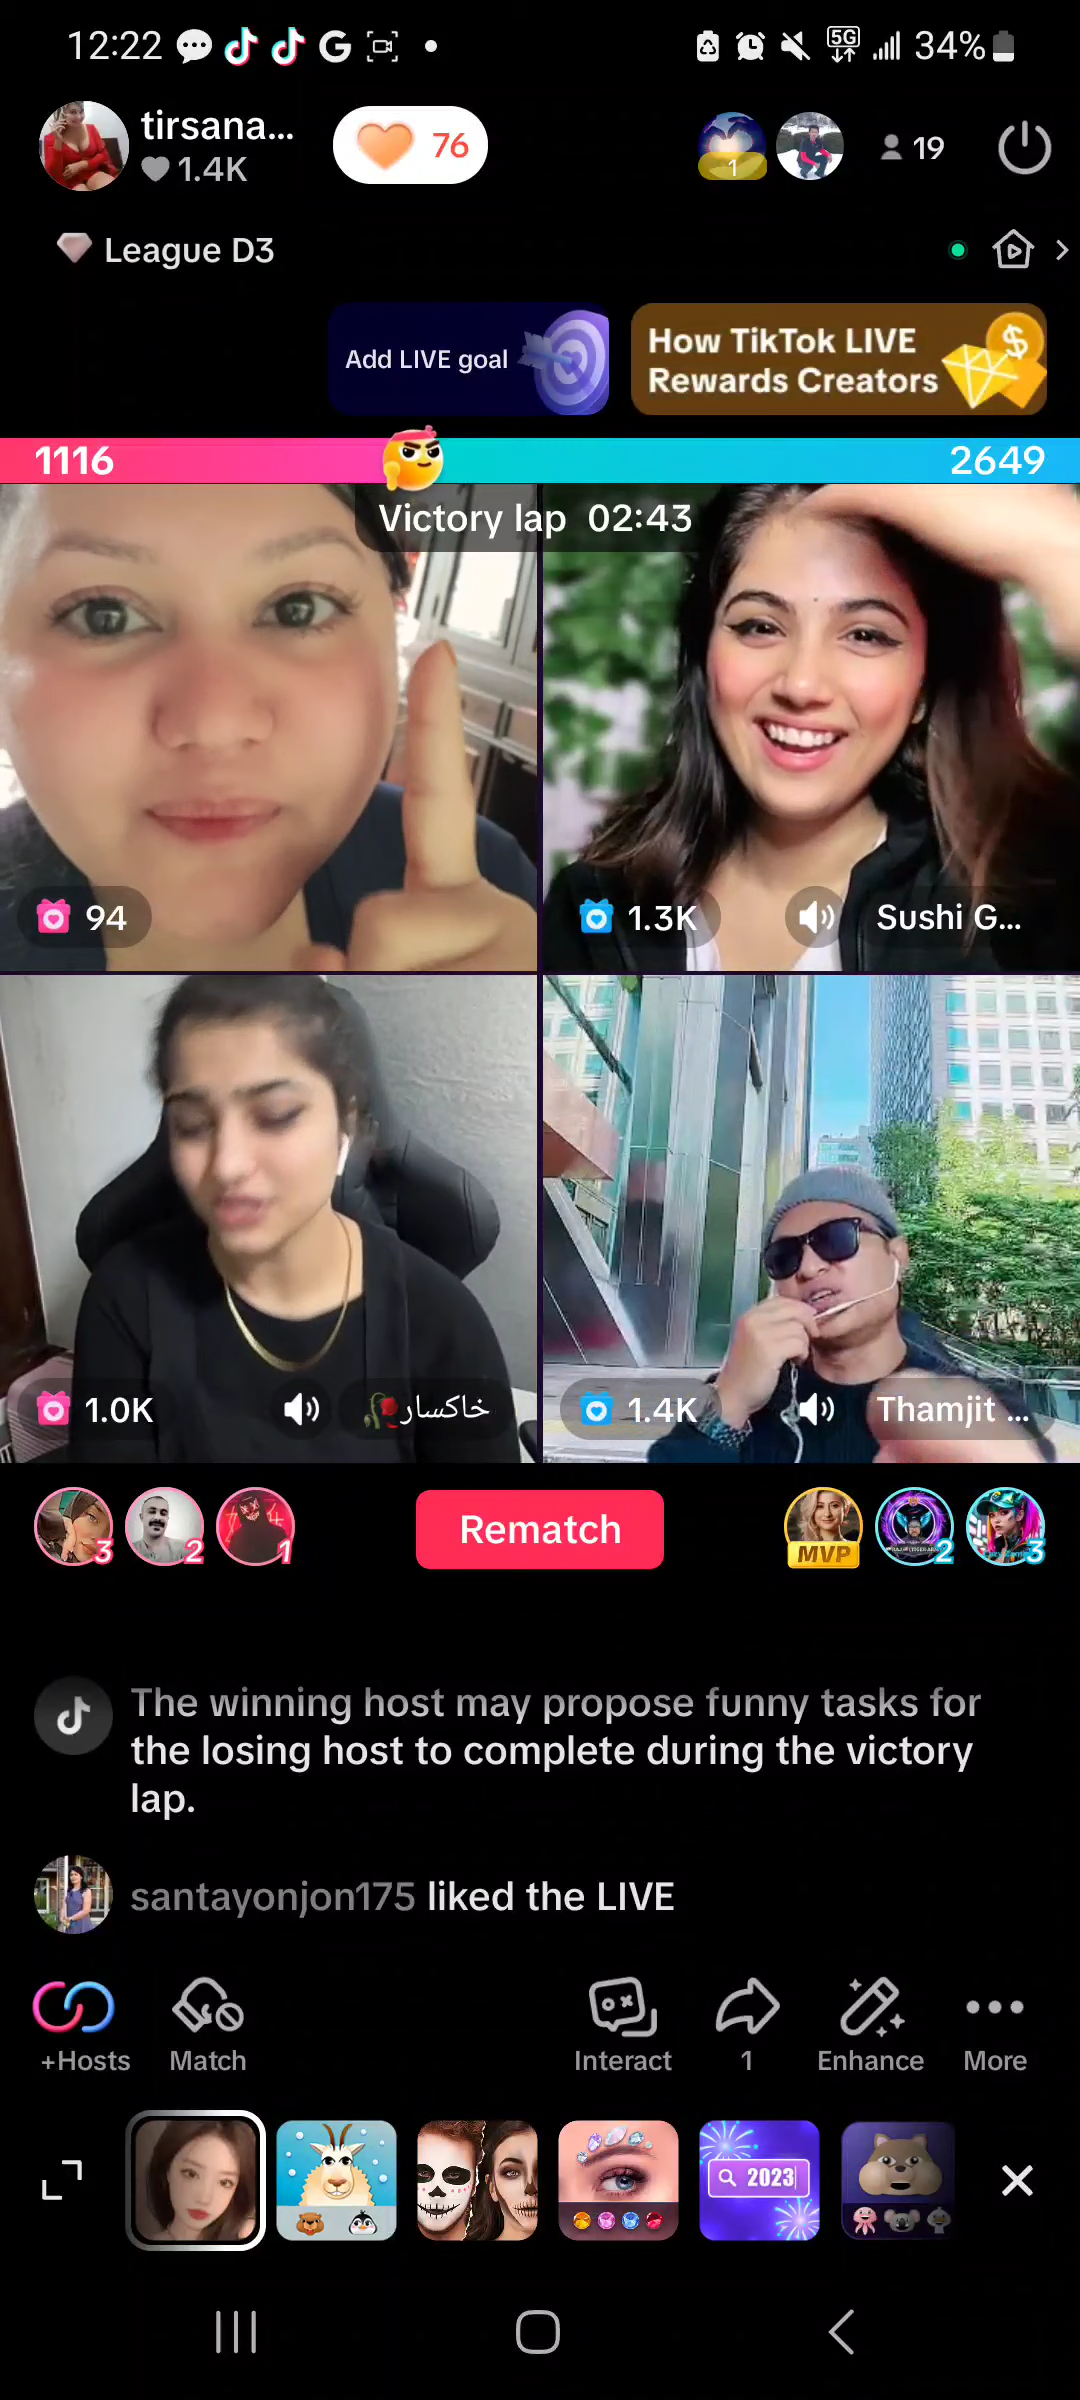 12:22
5G
34%
tirsana...
1.4K
76
1
19
League D3
Add LIVE goal
How TikTok LIVE
Rewards Creators
1116
2649
Victory lap 02:43
94
1.3K
Sushi G...
1.0K
خاکسار
1.4K
Thamjit ...
3
2
1
Rematch
MVP
2
3
The winning host may propose funny tasks for
the losing host to complete during the victory
lap.
santayonjon175 liked the LIVE
+Hosts
Match
Interact
1
Enhance
More
2023